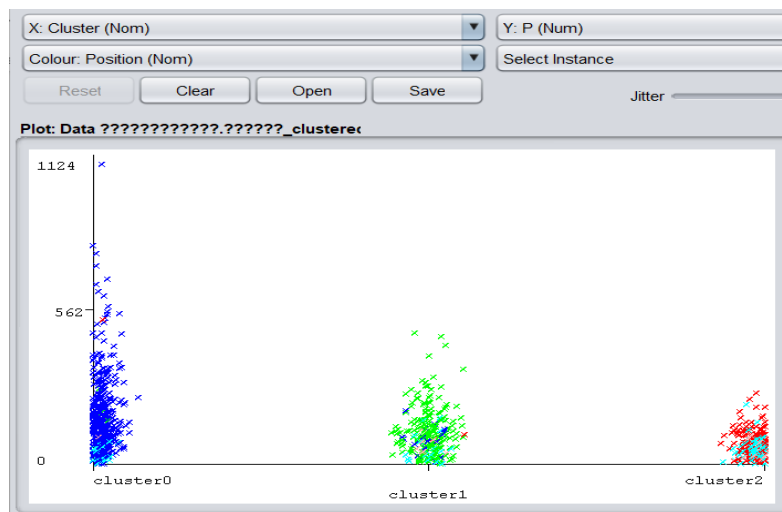 X: Cluster (Nom) Y: P (Num)
Colour: Position (Nom) Select Instance
Reset Clear Open Save Jitter
Plot: Data ????????????.??????_clustere
1124
562
0
cluster0 cluster1 cluster2